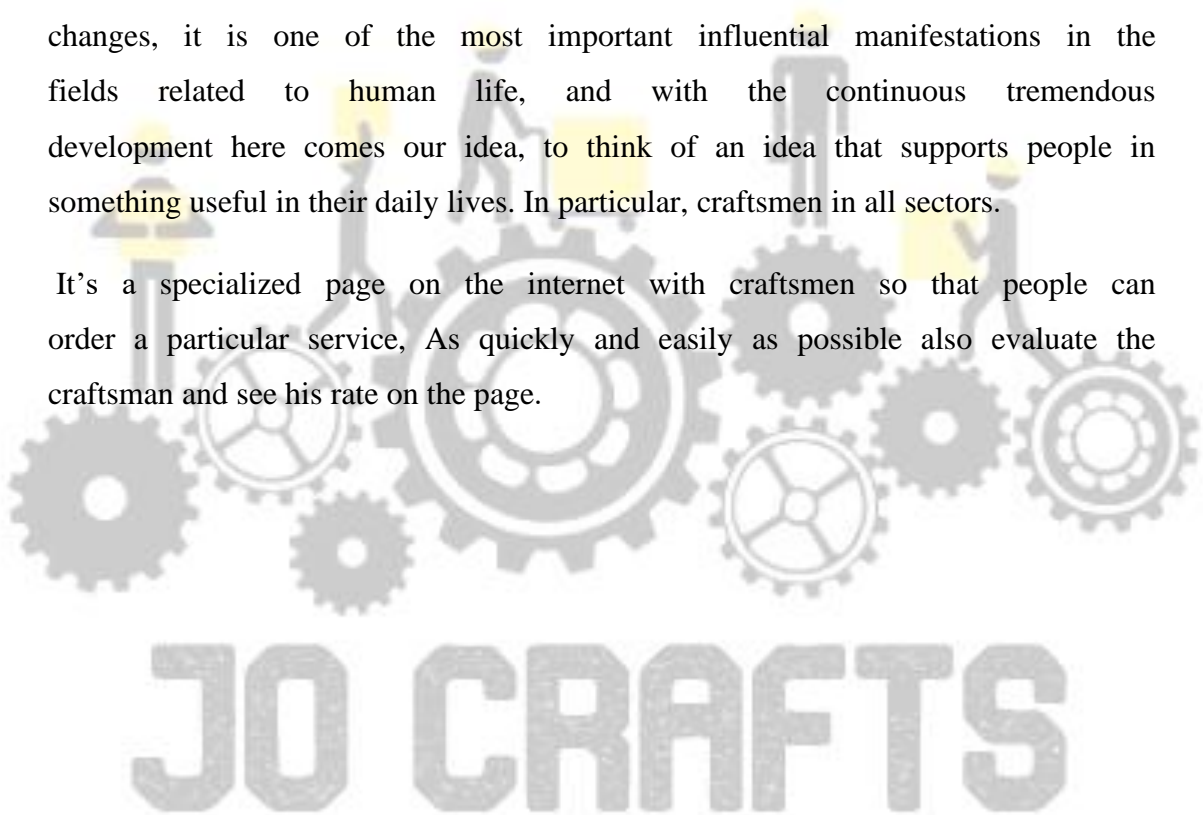 changes, it is one of the most important influential manifestations in the
fields related to human life, and with the continuous tremendous
development here comes our idea, to think of an idea that supports people in
something useful in their daily lives. In particular, craftsmen in all sectors.
It’s a specialized page on the internet with craftsmen so that people can
order a particular service, As quickly and easily as possible also evaluate the
craftsman and see his rate on the page.
JO CRAFTS